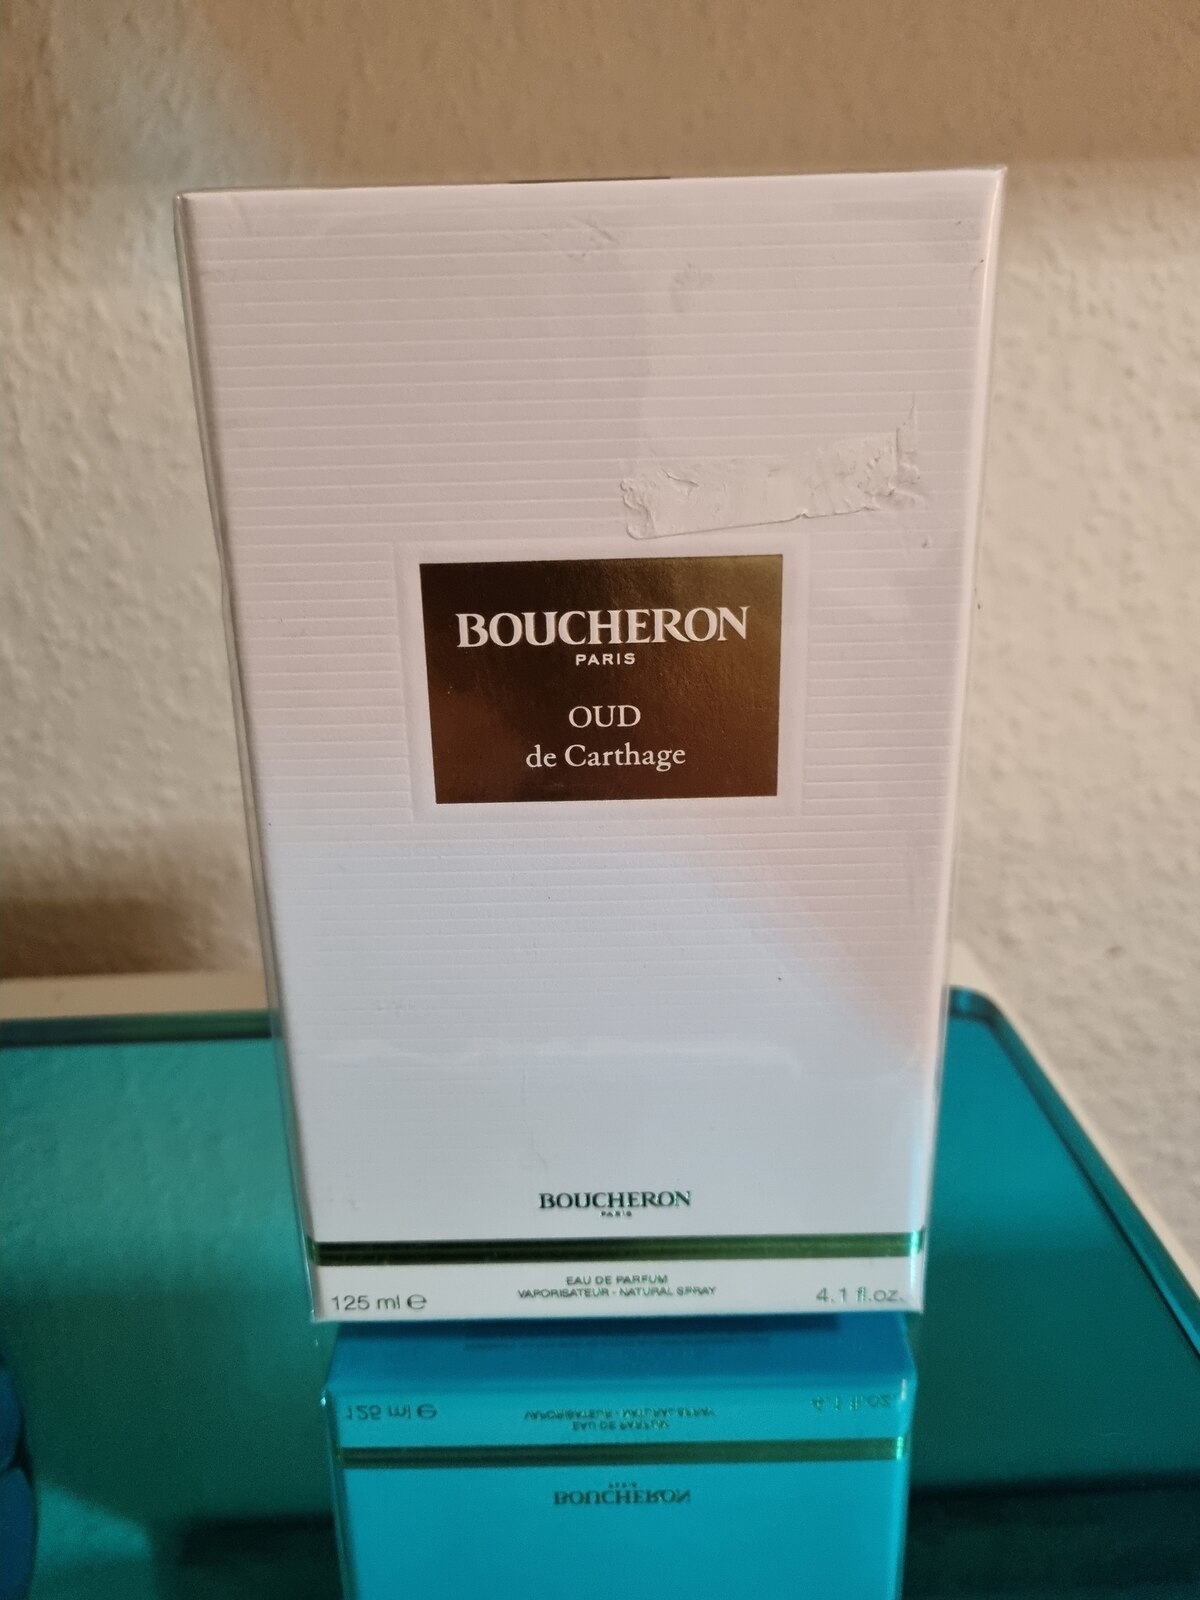 BOUCHERON
PARIS
OUD
de Carthage
BOUCHERON
PARIS
EAU DE PARFUM
VAPORISATEUR - NATURAL SPRAY
125 ml ℮
4.1 fl.oz.